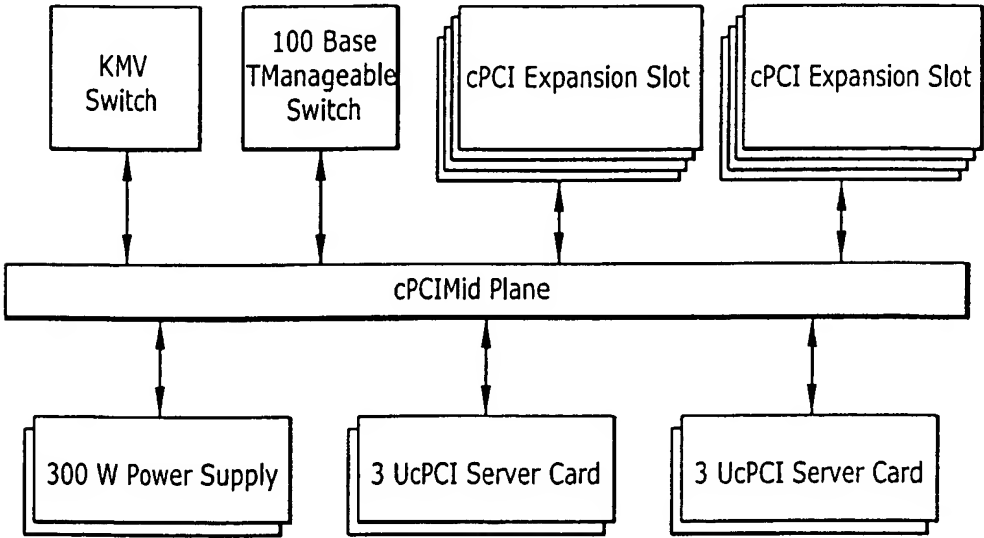 KMV
Switch
100 Base
TManageable
Switch
cPCI Expansion Slot
cPCI Expansion Slot
cPCIMid Plane
300 W Power Supply
3 UcPCI Server Card
3 UcPCI Server Card